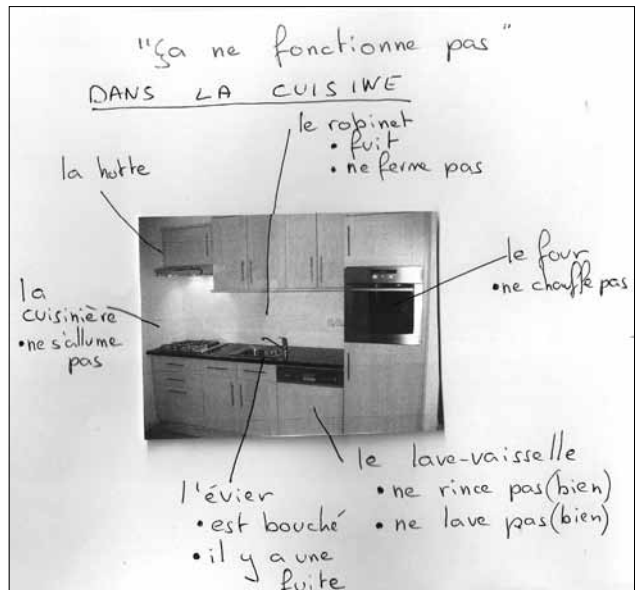 "ça ne fonctionne pas"
DANS LA CUISINE
le robinet
• fuit
• ne ferme pas
la hotte
le four
• ne chauffe pas
la
cuisinière
• ne s'allume
pas
le lave-vaisselle
• ne rince pas (bien)
• ne lave pas (bien)
l'évier
• est bouché
• il y a une
fuite